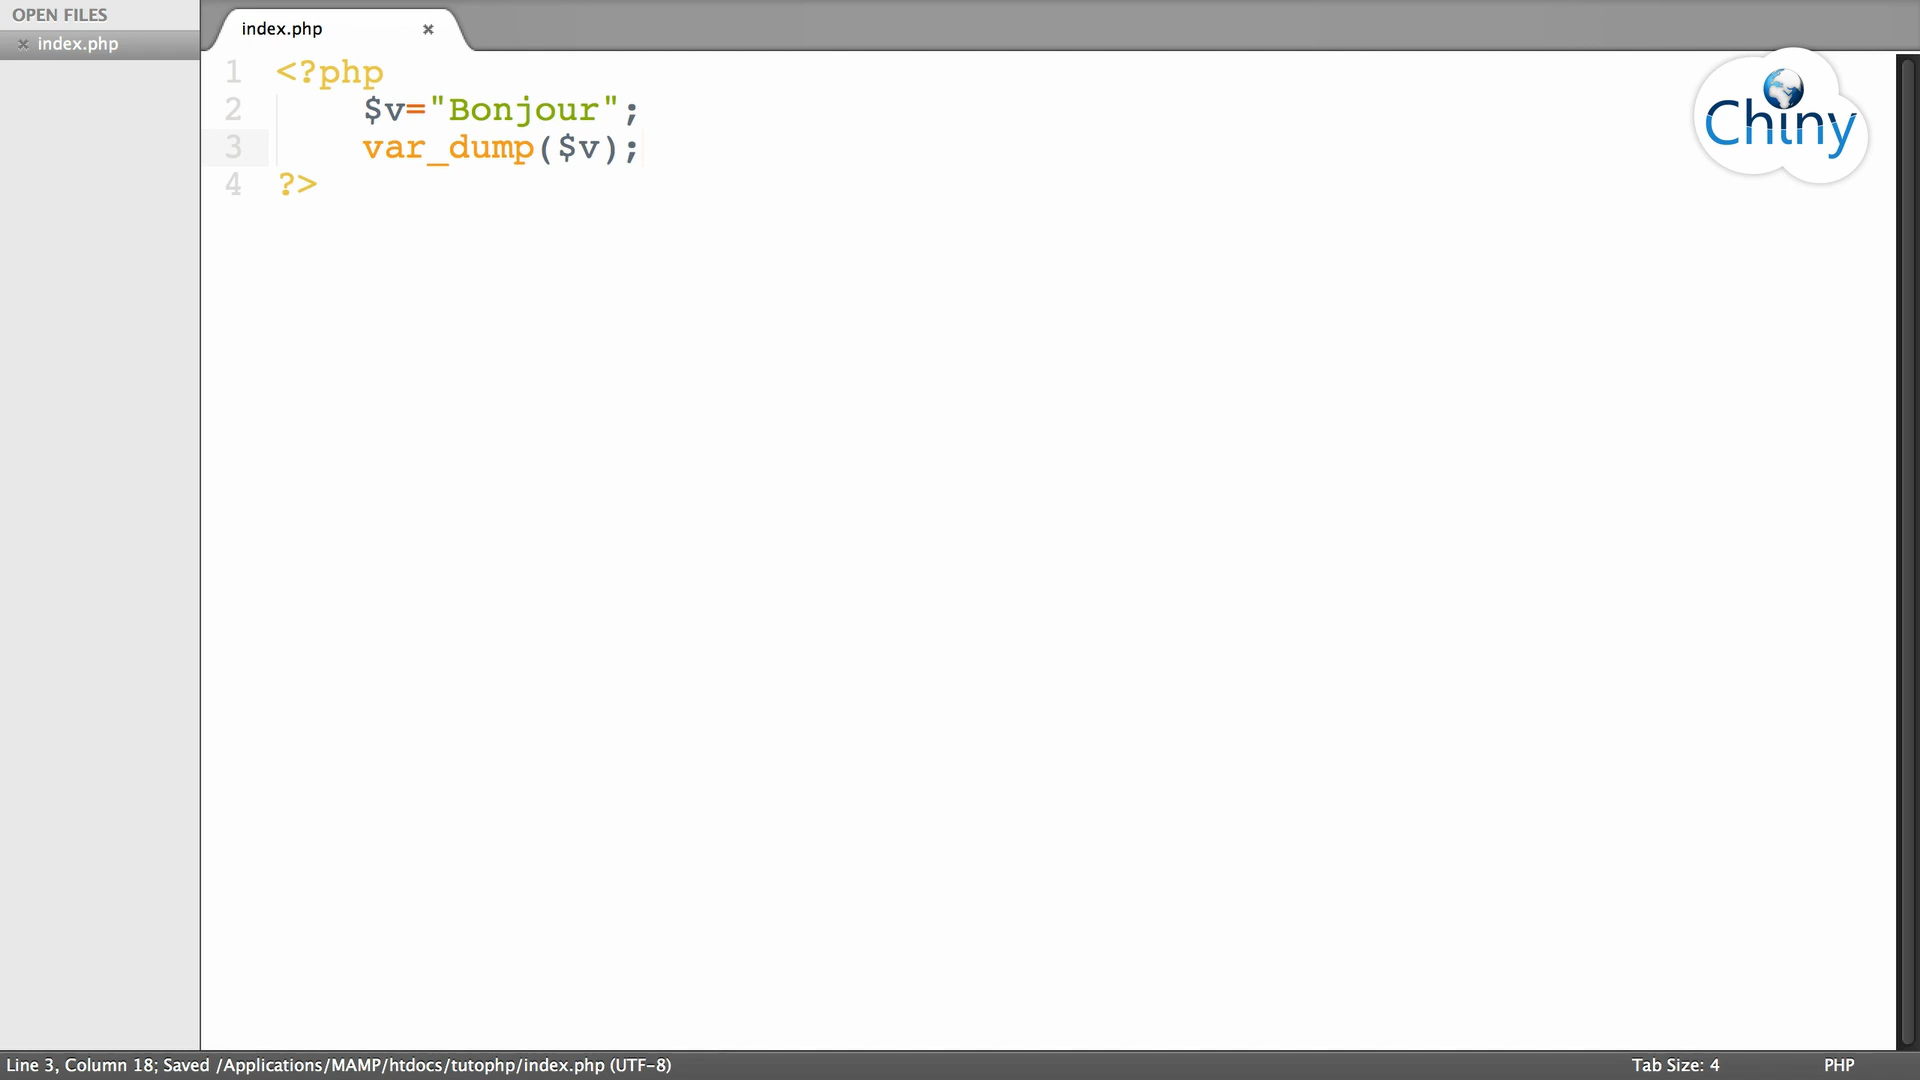 OPEN FILES
index.php
index.php
1 <?php
2 $v="Bonjour";
3 var_dump($v);
4 ?>
Chiny
Line 3, Column 18; Saved /Applications/MAMP/htdocs/tutophp/index.php (UTF-8)
Tab Size: 4
PHP